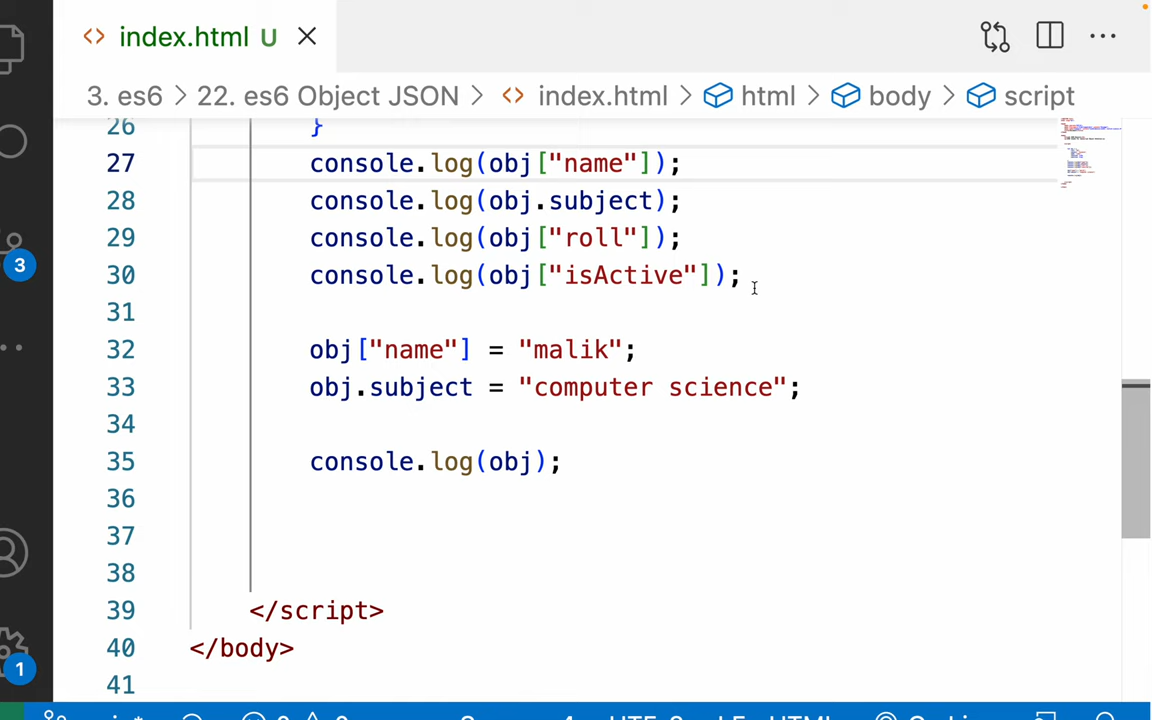 index.html U
3. es6 > 22. es6 Object JSON > index.html > html > body > script
26 }
27 console.log(obj["name"]);
28 console.log(obj.subject);
29 console.log(obj["roll"]);
30 console.log(obj["isActive"]);
31
32 obj["name"] = "malik";
33 obj.subject = "computer science";
34
35 console.log(obj);
36
37
38
39 </script>
40 </body>
41
3
1